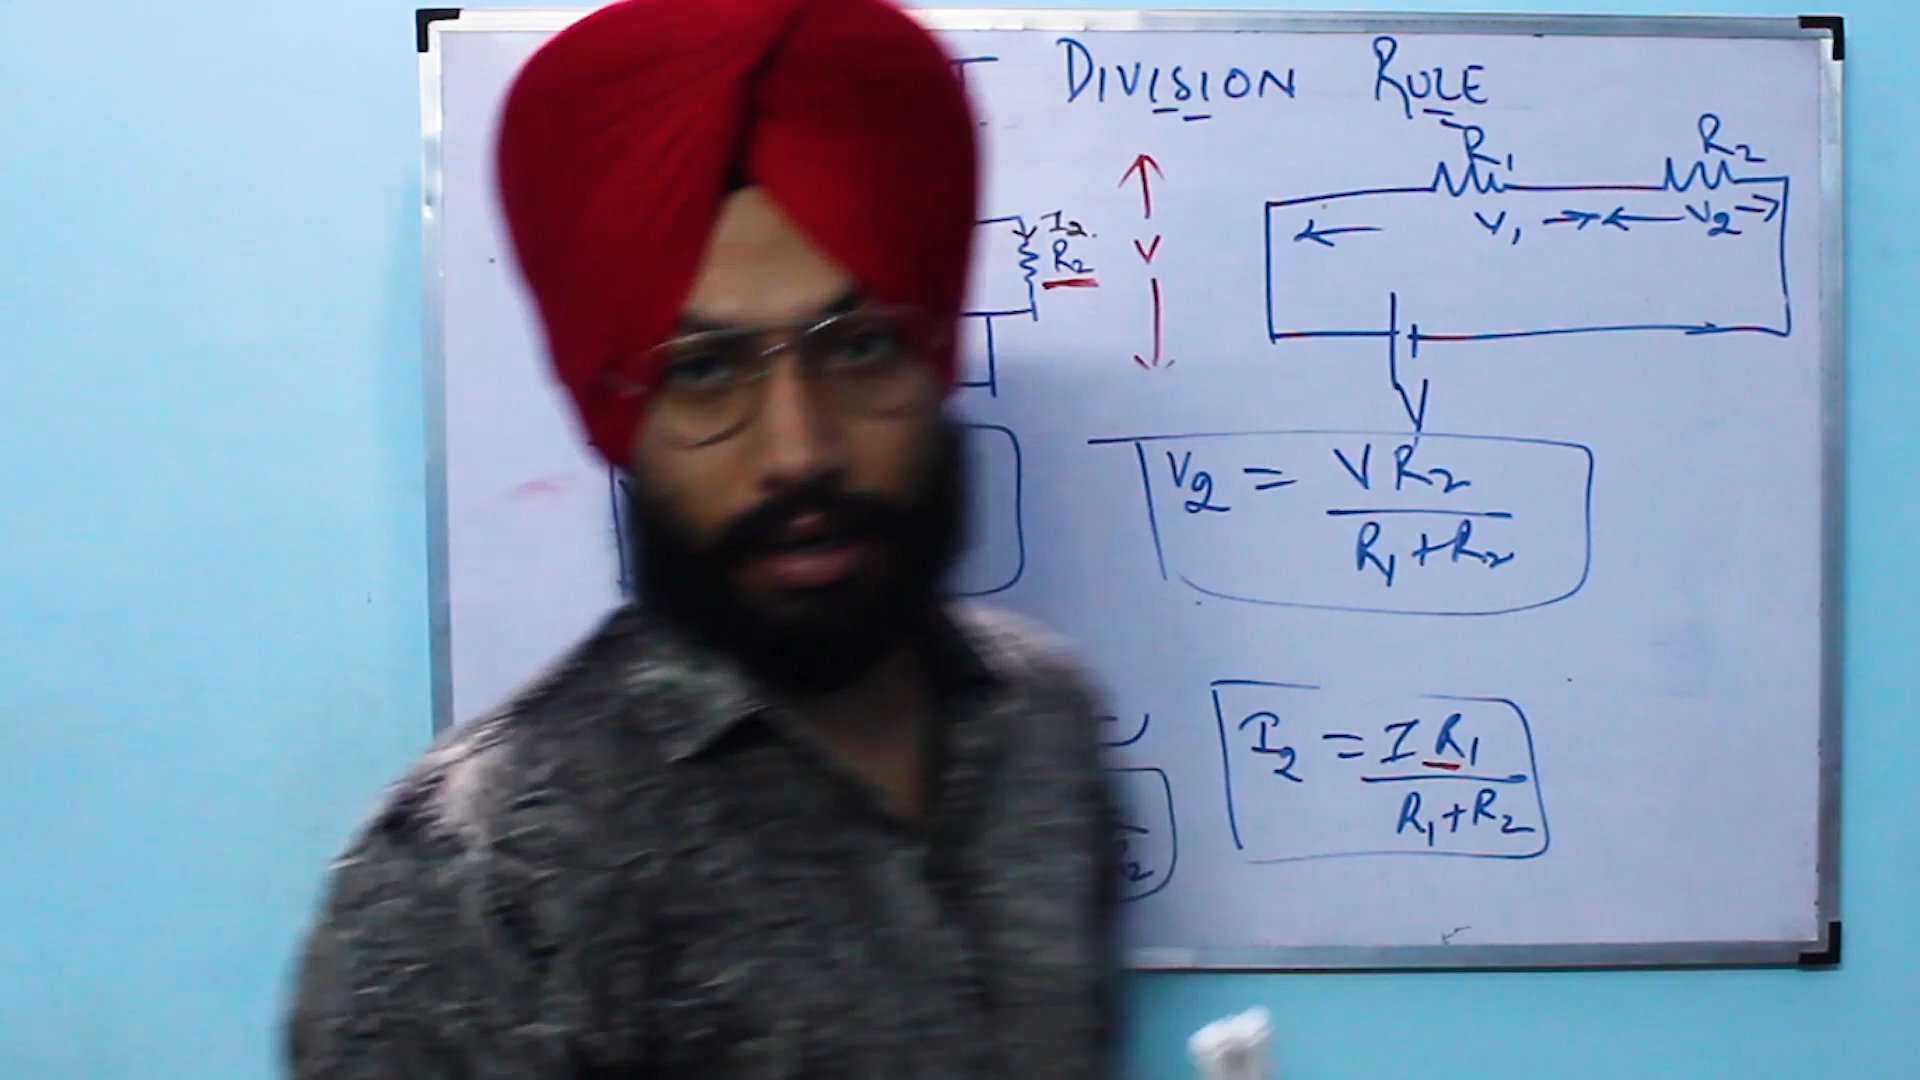 DIVISION RULE
R₁ R₂
I₂.
R₂
V
V₁ V₂
V
V₂ = V R₂ / R₁ + R₂
I₂ = I R₁ / R₁ + R₂